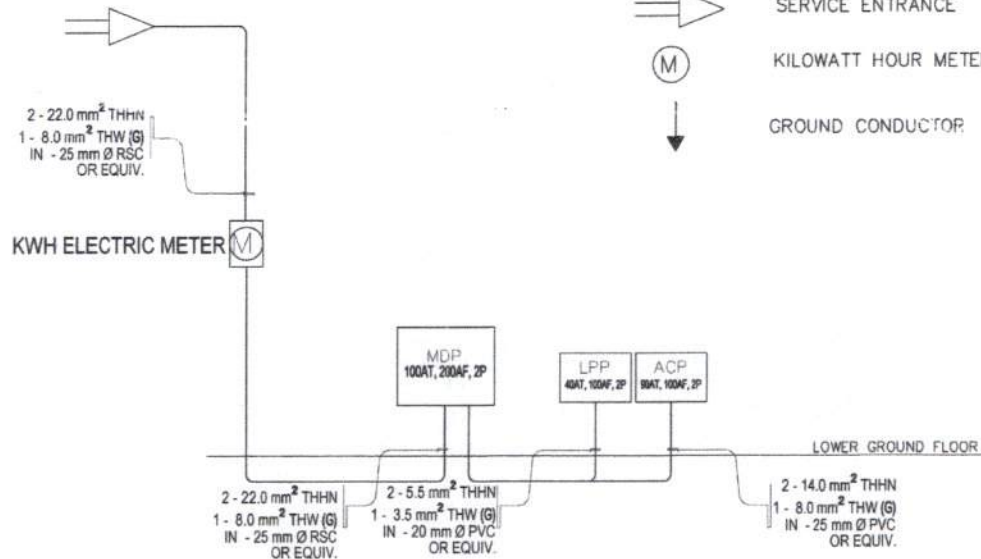 SERVICE ENTRANCE
M
KILOWATT HOUR METER
GROUND CONDUCTOR
2 - 22.0 mm² THHN
1 - 8.0 mm² THW (G)
IN - 25 mm Ø RSC
OR EQUIV.
KWH ELECTRIC METER
M
MDP
100AT, 200AF, 2P
LPP
40AT, 100AF, 2P
ACP
90AT, 100AF, 2P
LOWER GROUND FLOOR
2 - 22.0 mm² THHN
1 - 8.0 mm² THW (G)
IN - 25 mm Ø RSC
OR EQUIV.
2 - 5.5 mm² THHN
1 - 3.5 mm² THW (G)
IN - 20 mm Ø PVC
OR EQUIV.
2 - 14.0 mm² THHN
1 - 8.0 mm² THW (G)
IN - 25 mm Ø PVC
OR EQUIV.